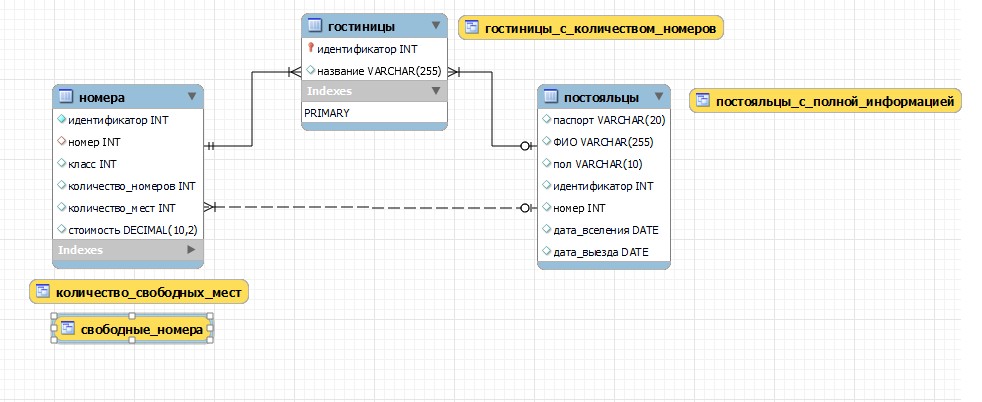 гостиницы
идентификатор INT
название VARCHAR(255)
Indexes
PRIMARY
гостиницы_с_количеством_номеров
номера
идентификатор INT
номер INT
класс INT
количество_номеров INT
количество_мест INT
стоимость DECIMAL(10,2)
Indexes
постояльцы
паспорт VARCHAR(20)
ФИО VARCHAR(255)
пол VARCHAR(10)
идентификатор INT
номер INT
дата_вселения DATE
дата_выезда DATE
постояльцы_с_полной_информацией
количество_свободных_мест
свободные_номера